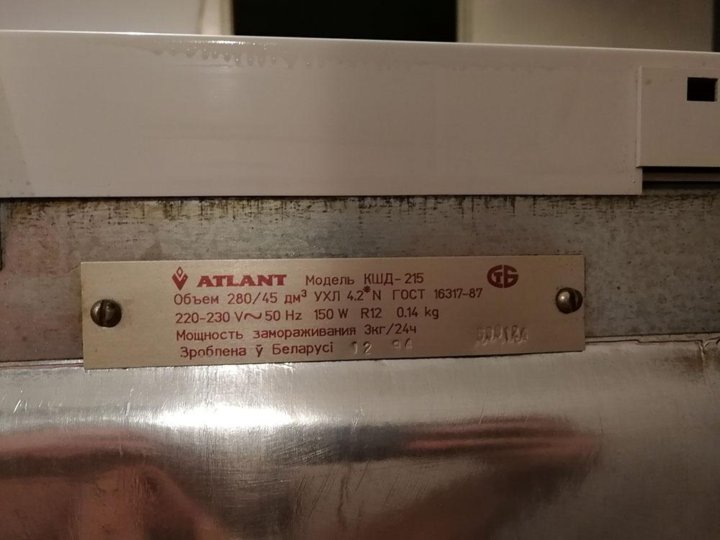 ATLANT Модель КШД-215 СТБ
Объем 280/45 дм³ УХЛ 4.2* N ГОСТ 16317-87
220-230 V~50 Hz 150 W R12 0.14 kg
Мощность замораживания 3кг/24ч
Зроблена ў Беларусі 12 94